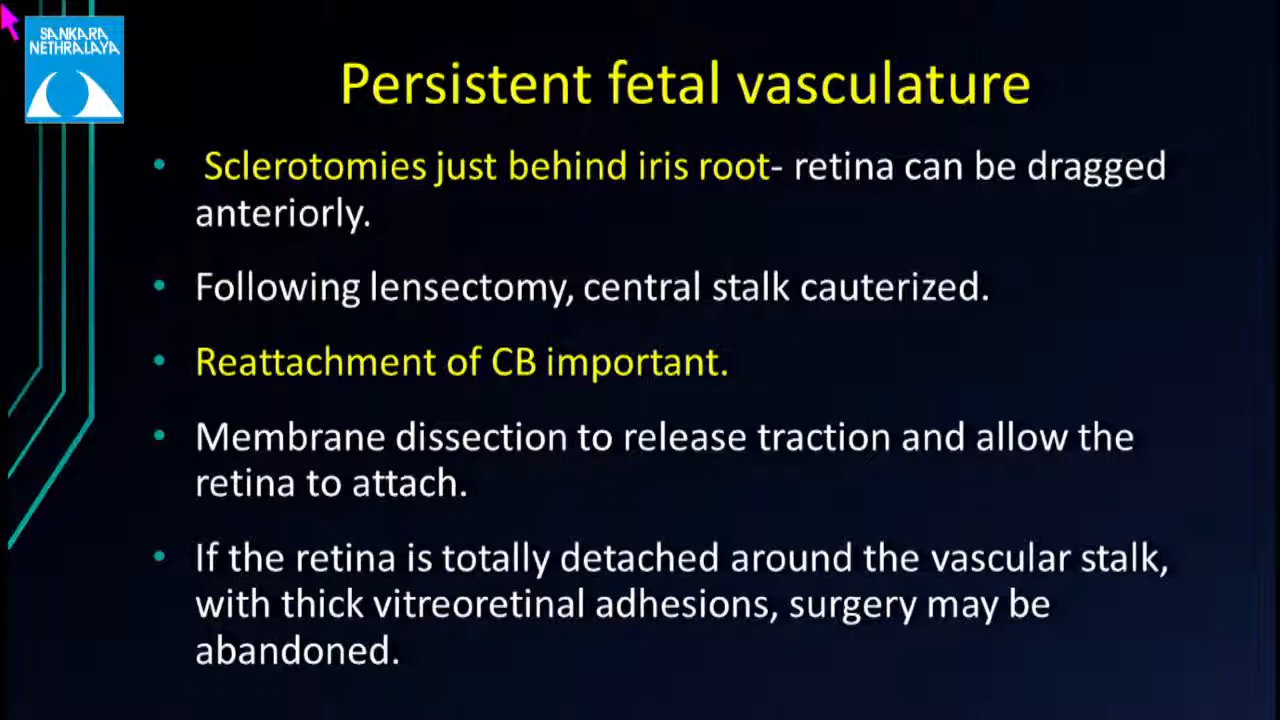 SANKARA
NETHRALAYA
Persistent fetal vasculature
• Sclerotomies just behind iris root- retina can be dragged
anteriorly.
• Following lensectomy, central stalk cauterized.
• Reattachment of CB important.
• Membrane dissection to release traction and allow the
retina to attach.
• If the retina is totally detached around the vascular stalk,
with thick vitreoretinal adhesions, surgery may be
abandoned.